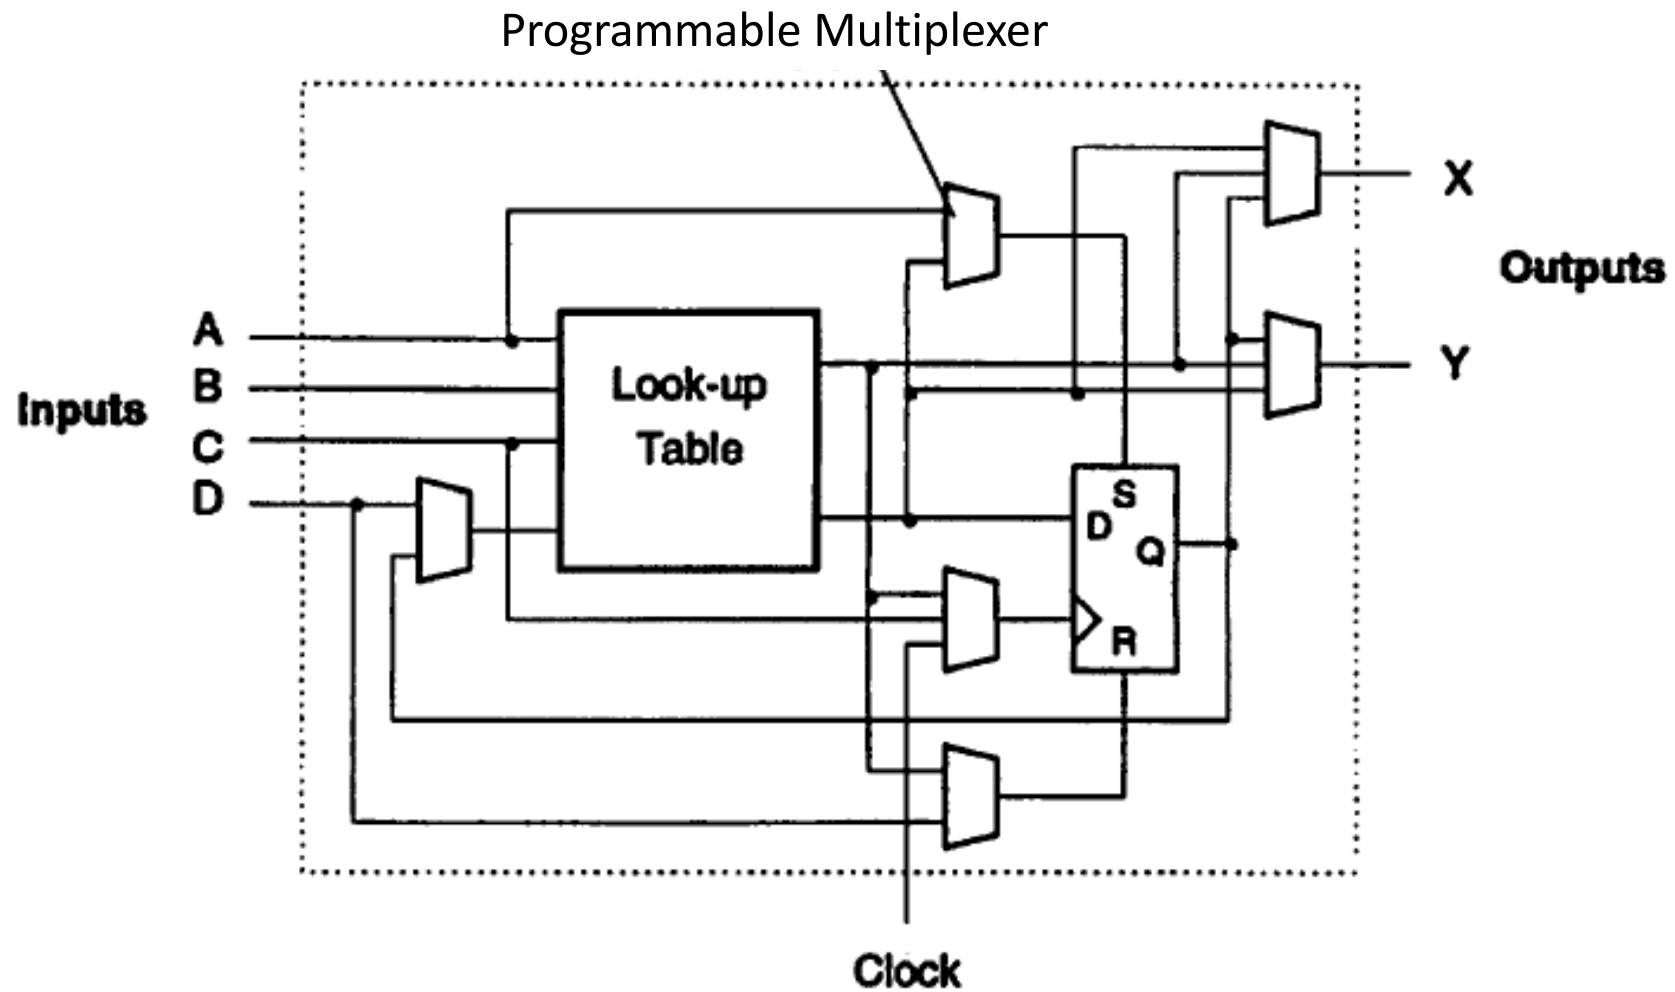 Programmable Multiplexer
X
Outputs
A
Y
Look-up
B
Inputs
Table
C
D
S
D
Q
R
Clock